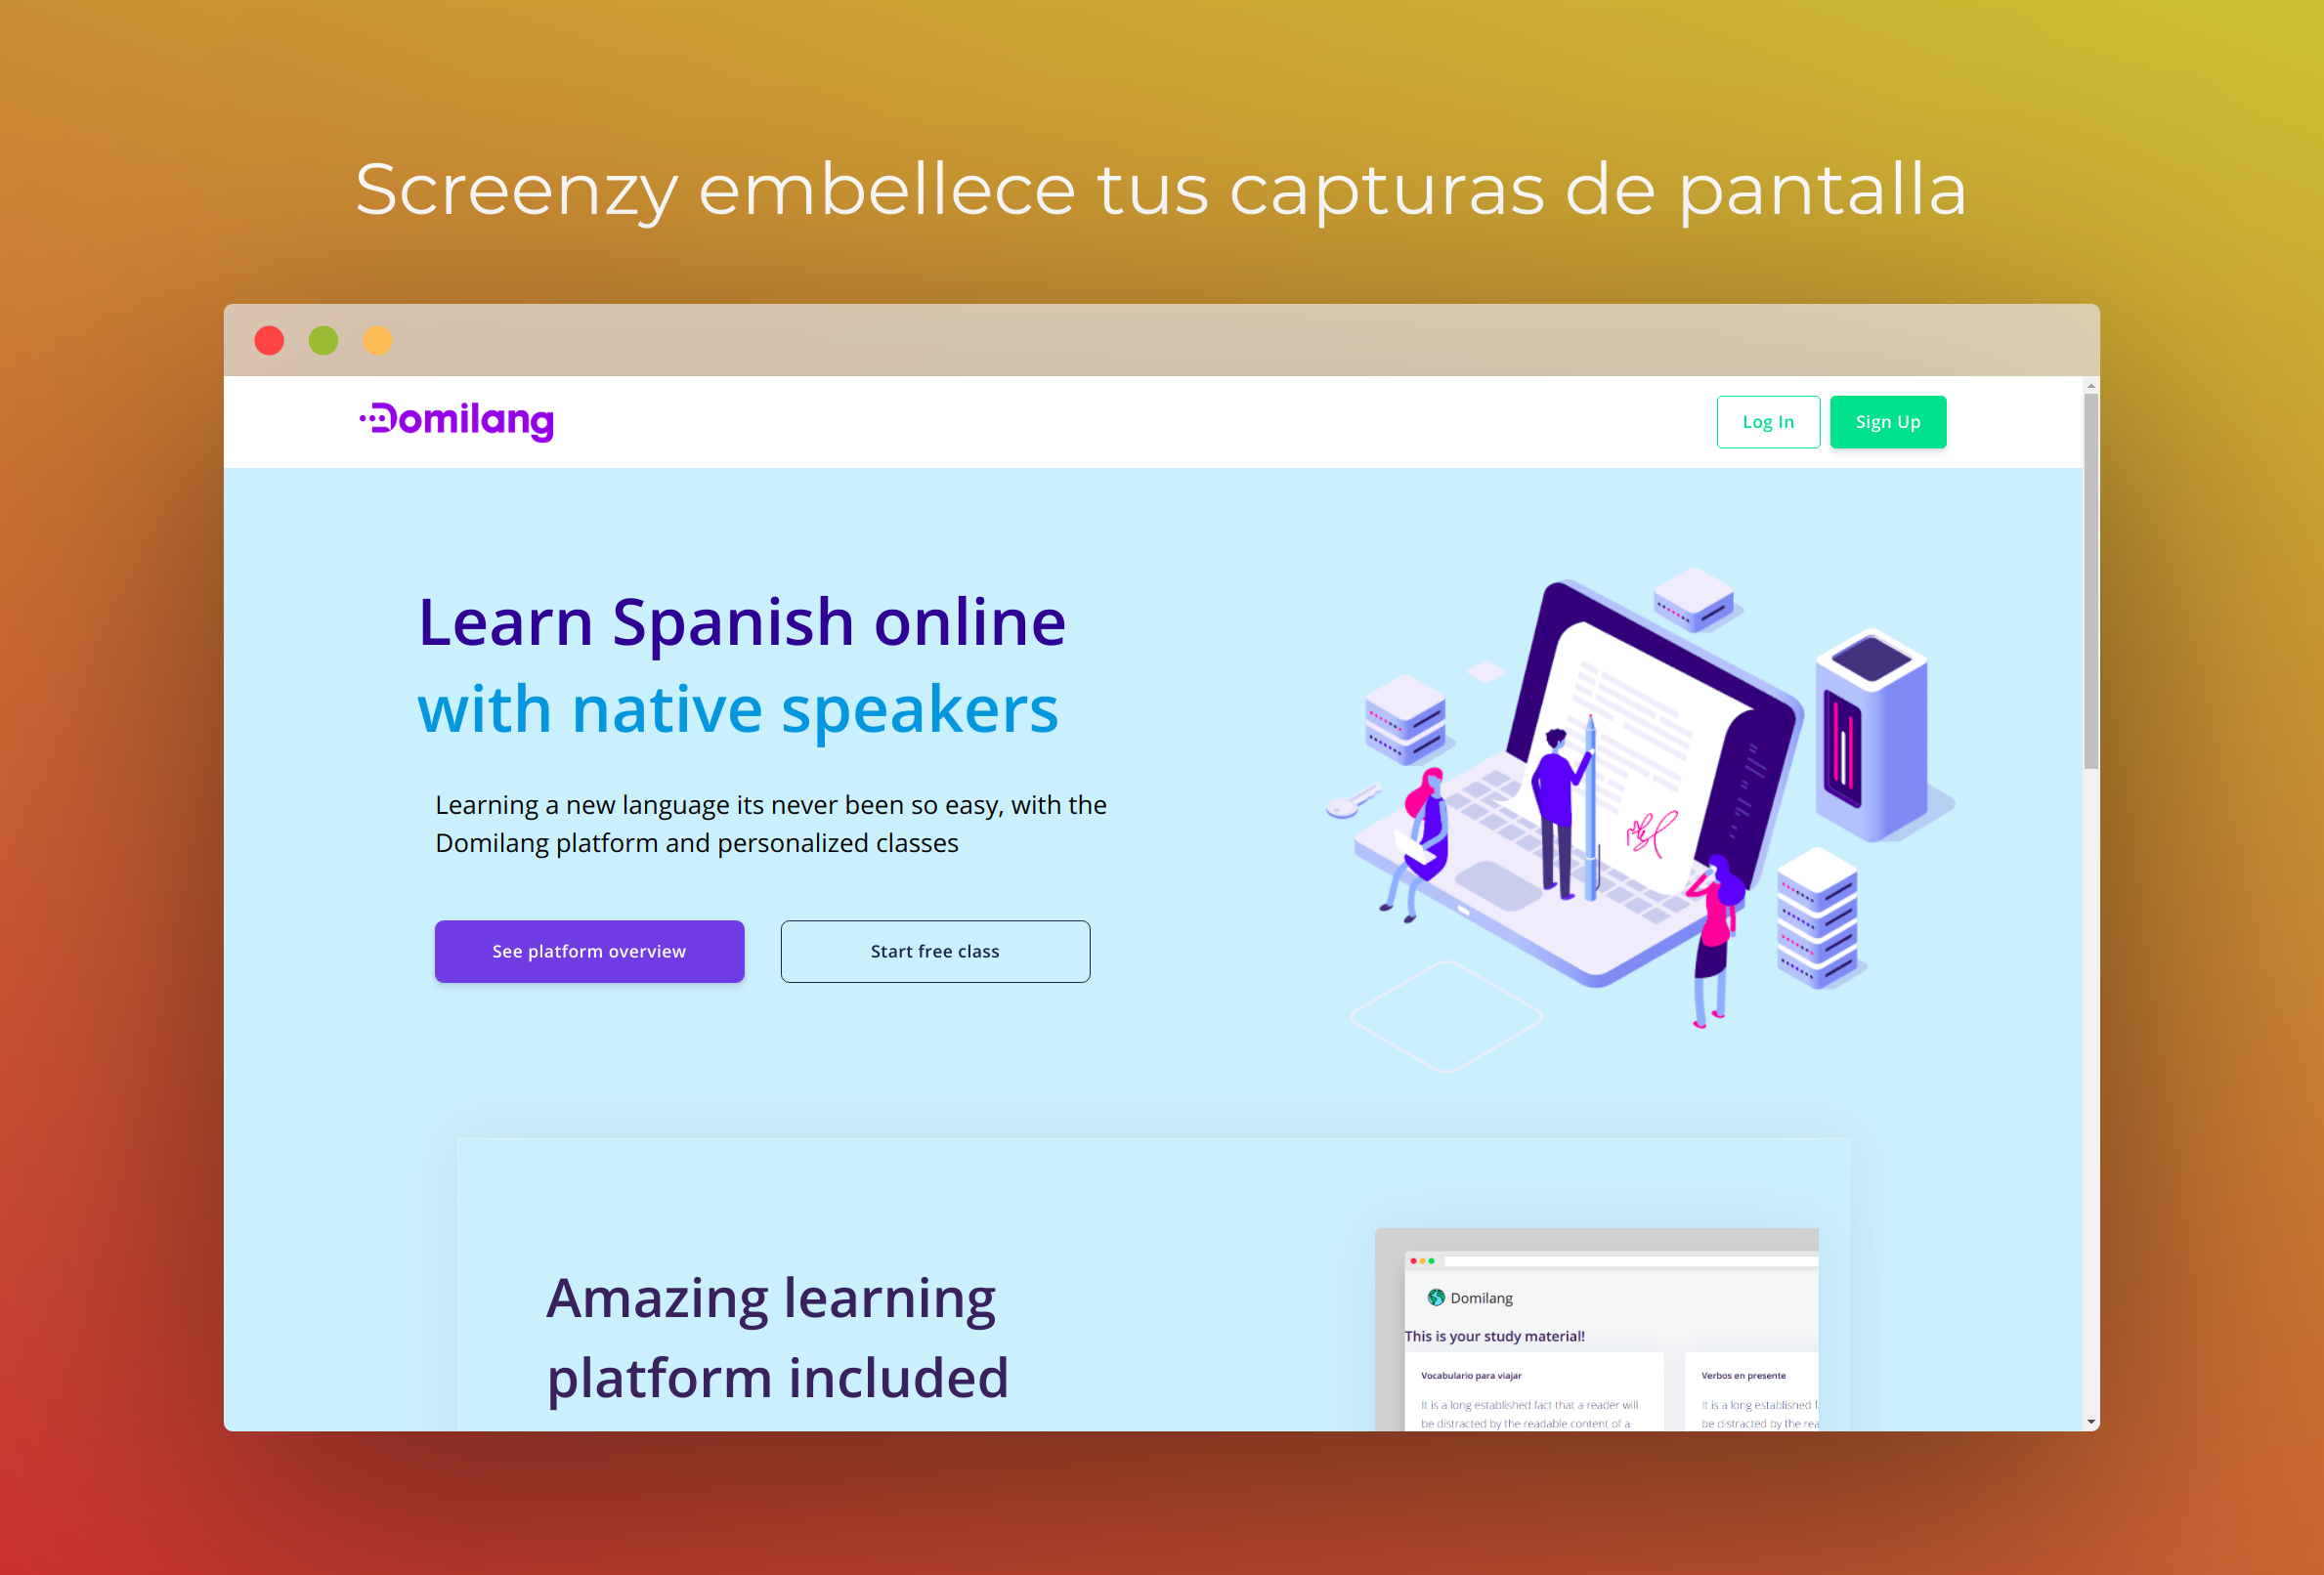 Screenzy embellece tus capturas de pantalla
Domilang
Log In
Sign Up
Learn Spanish online
with native speakers
Learning a new language its never been so easy, with the
Domilang platform and personalized classes
See platform overview
Start free class
Amazing learning
platform included
Domilang
This is your study material!
Vocabulario para viajar
It is a long established fact that a reader will
be distracted by the readable content of a
Verbos en presente
It is a long established
be distracted by the